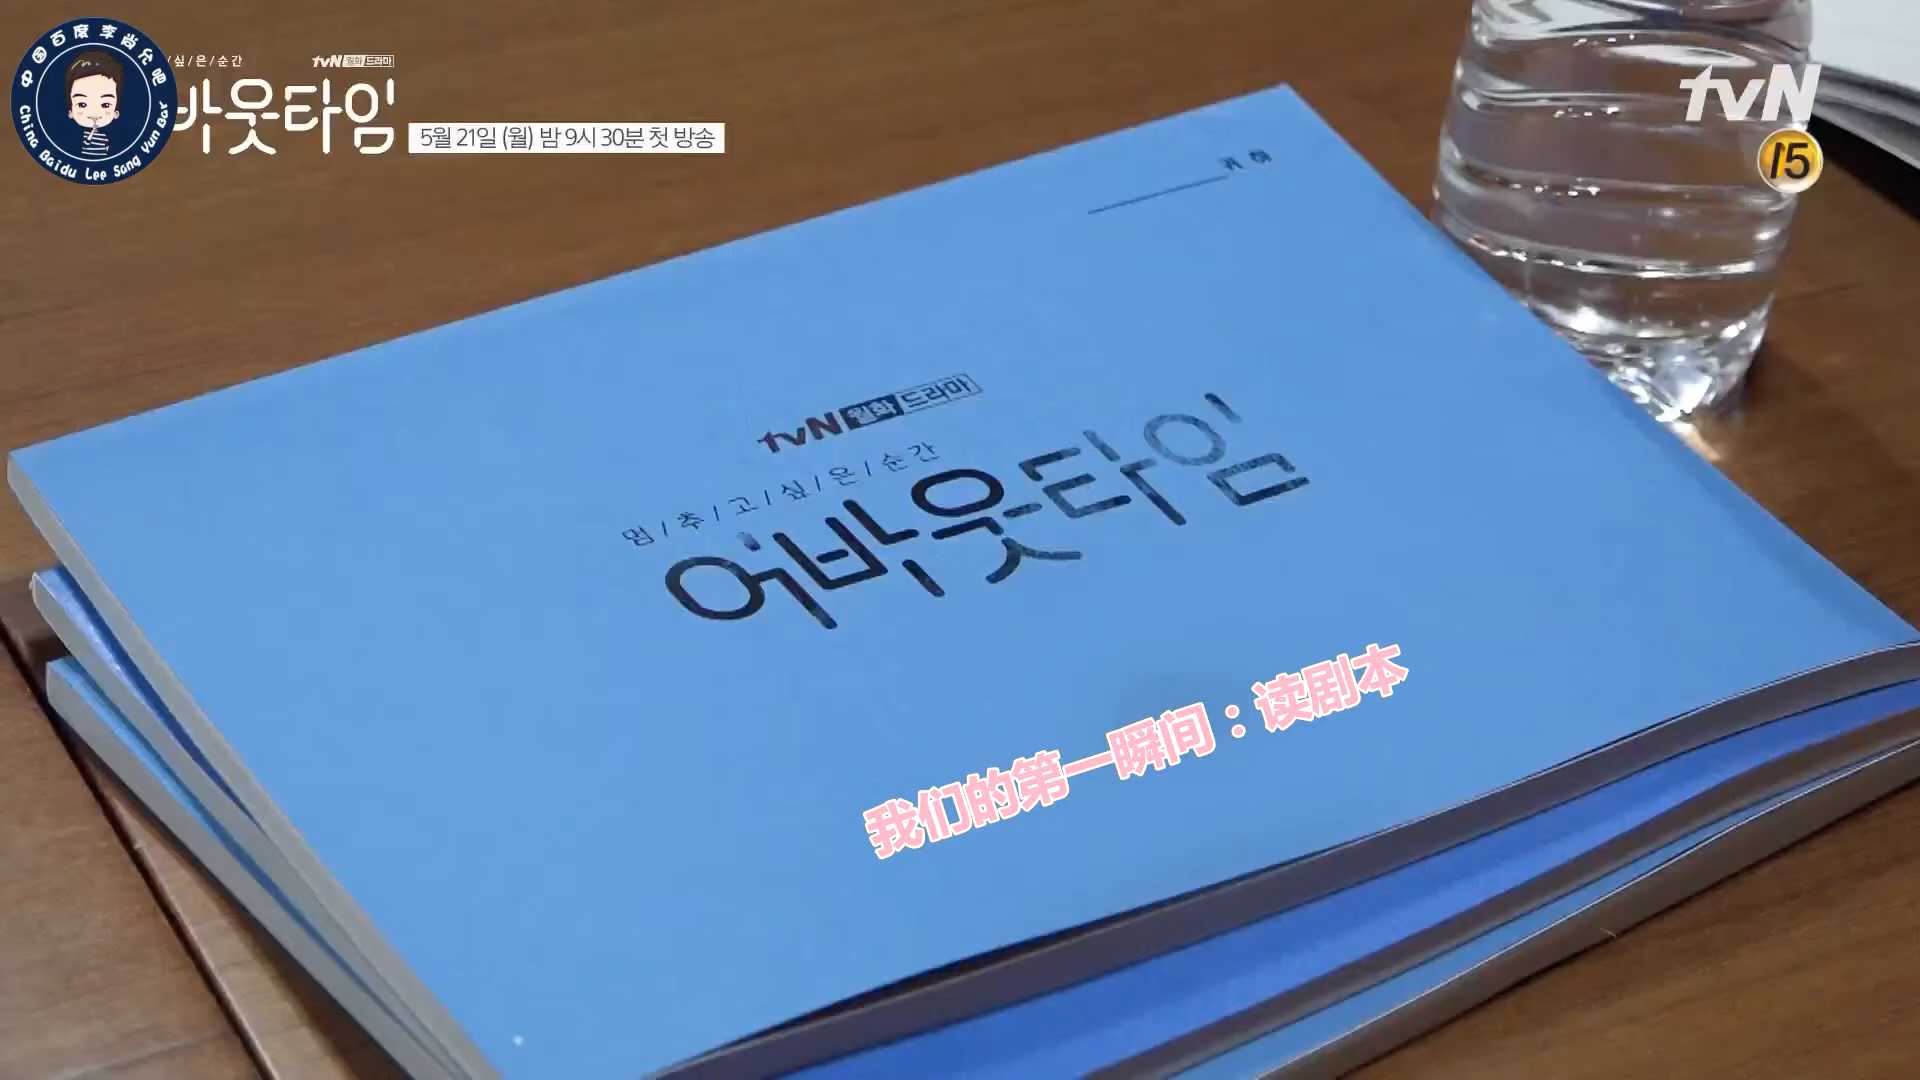 中国百度李尚允吧
China Baidu Lee Sang Yun Bar
/싶/은/순간
tvN 월화드라마
바웃타임
5월 21일 (월) 밤 9시 30분 첫 방송
tvN
15
귀하
tvN 월화드라마
멈/추/고/싶/은/순간
어바웃타임
我们的第一瞬间：读剧本